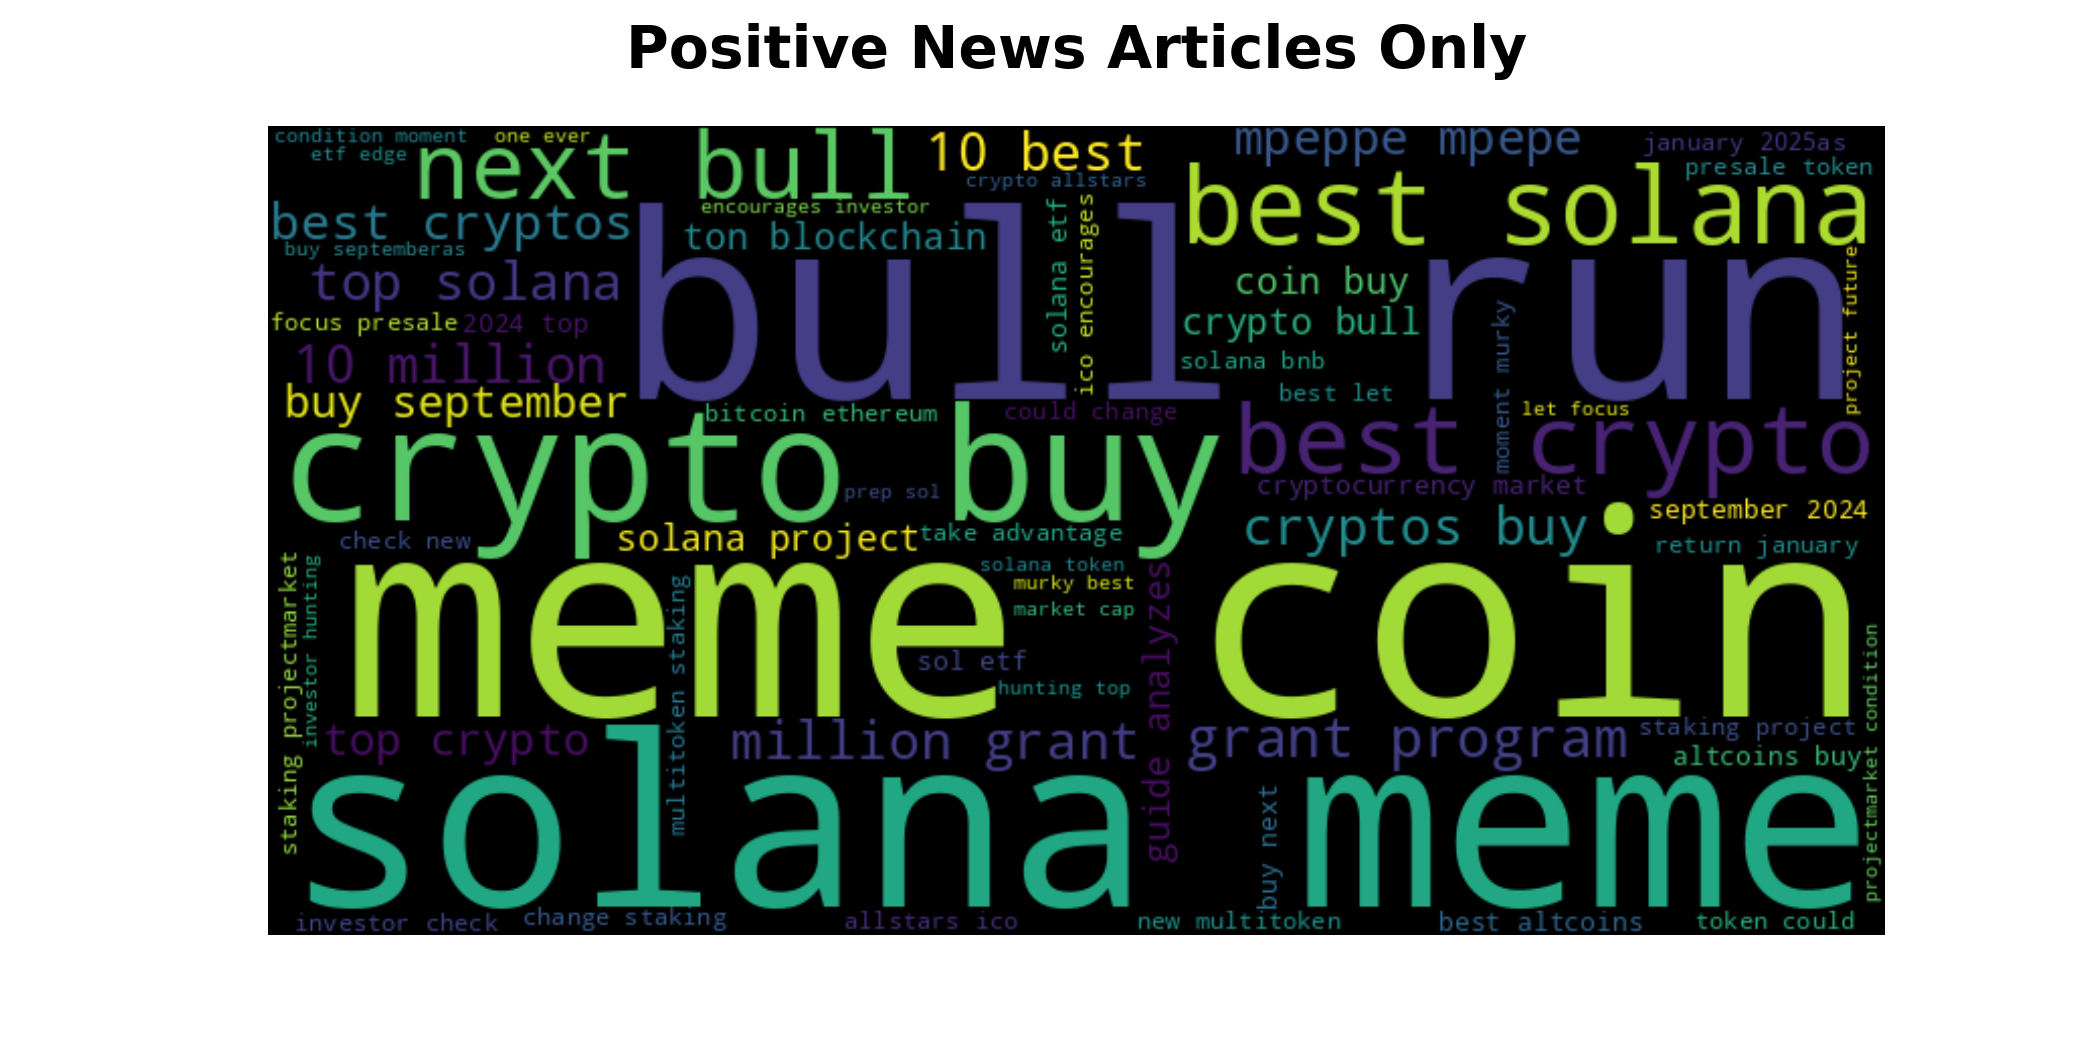 Positive News Articles Only
condition moment
one ever
etf edge
next bull
10 best
crypto allstars
mpeppe mpepe
january 2025as
presale token
best cryptos
encourages investor
ton blockchain
buy septemberas
best solana
top solana
bull run
solana etf
ico encourages
coin buy
crypto bull
project future
focus presale
2024 top
10 million
solana bnb
moment murky
best let
buy september
bitcoin ethereum
could change
let focus
crypto buy
best crypto
prep sol
cryptocurrency market
check new
solana project
take advantage
cryptos buy
september 2024
return january
solana token
murky best
market cap
meme coin
staking projectmarket
investor hunting
multitoken staking
sol etf
hunting top
guide analyzes
projectmarket condition
top crypto
million grant
grant program
staking project
altcoins buy
solana meme
buy next
investor check
change staking
allstars ico
new multitoken
best altcoins
token could